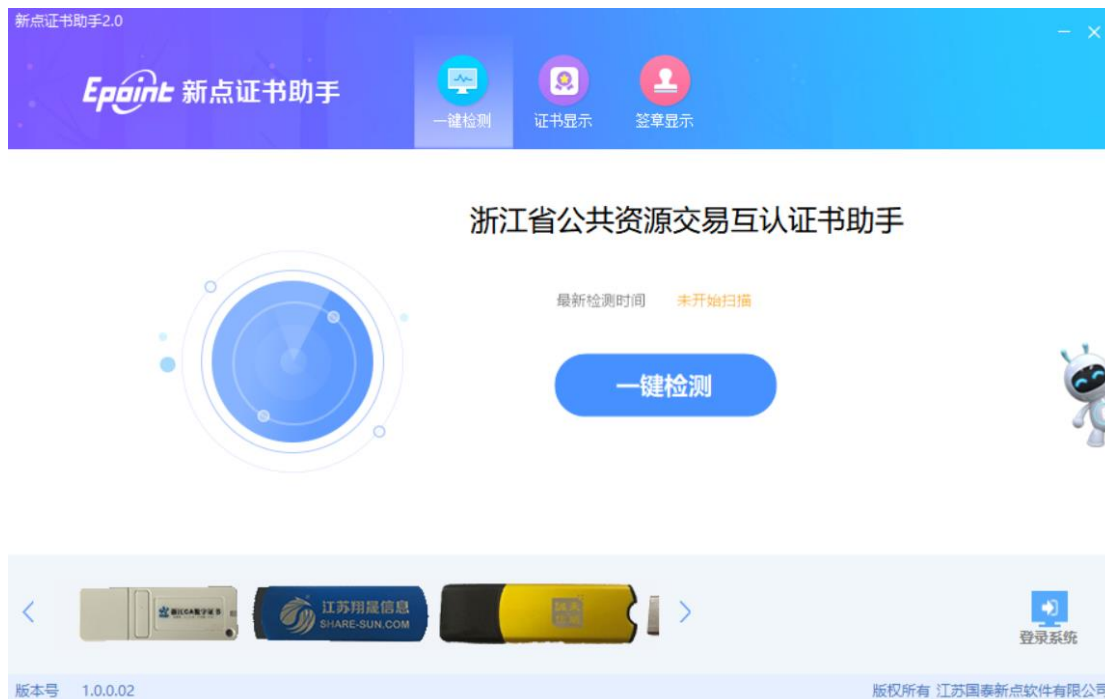 新点证书助手2.0
Epoint 新点证书助手
一键检测 证书显示 签章显示
浙江省公共资源交易互认证书助手
最新检测时间 未开始扫描
一键检测
江苏翔晟信息
SHARE-SUN.COM
登录系统
版本号 1.0.0.02 版权所有 江苏国泰新点软件有限公司